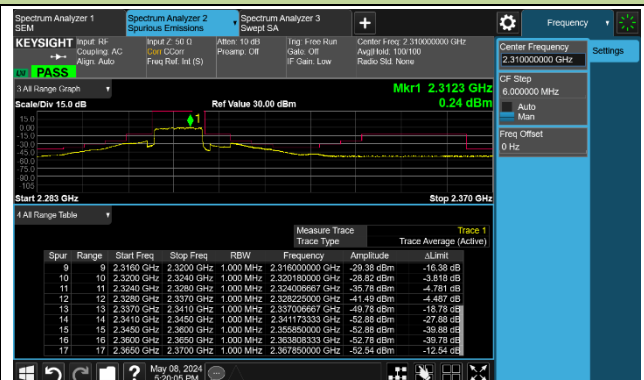 Spectrum Analyzer 1
SEM
Spectrum Analyzer 2
Spurious Emissions
Spectrum Analyzer 3
Swept SA
Frequency
KEYSIGHT
Input: RF
Coupling: AC
Align: Auto
Input Z: 50 Ω
Corr CCorr
Freq Ref: Int (S)
Atten: 10 dB
Preamp: Off
Trig: Free Run
Gate: Off
IF Gain: Low
Center Freq: 2.310000000 GHz
Avg|Hold: 100/100
Radio Std: None
PASS
Center Frequency
2.310000000 GHz
Settings
CF Step
6.000000 MHz
Auto
Man
Freq Offset
0 Hz
3 All Range Graph
Mkr1 2.3123 GHz
Scale/Div 15.0 dB
Ref Value 30.00 dBm
0.24 dBm
1
15.0
0.00
-15.0
-30.0
-45.0
-60.0
-75.0
-90.0
-105
Start 2.283 GHz
Stop 2.370 GHz
4 All Range Table
Measure Trace Trace 1
Trace Type Trace Average (Active)
Spur Range Start Freq Stop Freq RBW Frequency Amplitude ΔLimit
9 9 2.3160 GHz 2.3200 GHz 1.000 MHz 2.316000000 GHz -29.38 dBm -16.38 dB
10 10 2.3200 GHz 2.3240 GHz 1.000 MHz 2.320180000 GHz -28.82 dBm -3.818 dB
11 11 2.3240 GHz 2.3280 GHz 1.000 MHz 2.324006667 GHz -35.78 dBm -4.781 dB
12 12 2.3280 GHz 2.3370 GHz 1.000 MHz 2.328225000 GHz -41.49 dBm -4.487 dB
13 13 2.3370 GHz 2.3410 GHz 1.000 MHz 2.337006667 GHz -49.78 dBm -18.78 dB
14 14 2.3410 GHz 2.3450 GHz 1.000 MHz 2.341173333 GHz -52.88 dBm -27.88 dB
15 15 2.3450 GHz 2.3600 GHz 1.000 MHz 2.355850000 GHz -52.88 dBm -39.88 dB
16 16 2.3600 GHz 2.3650 GHz 1.000 MHz 2.363808333 GHz -52.78 dBm -39.78 dB
17 17 2.3650 GHz 2.3700 GHz 1.000 MHz 2.367850000 GHz -52.54 dBm -12.54 dB
May 08, 2024
5:20:05 PM